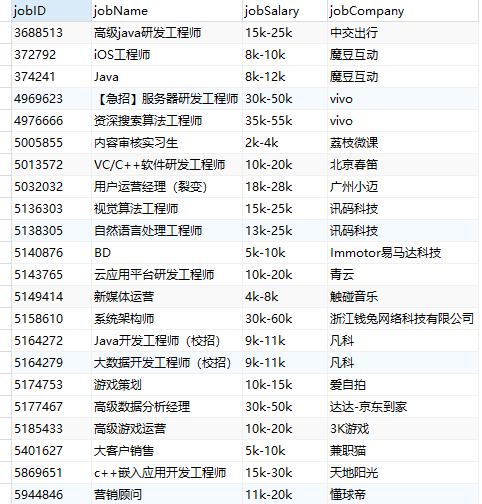 jobID jobName jobSalary jobCompany
3688513 高级java研发工程师 15k-25k 中交出行
372792 iOS工程师 8k-10k 魔豆互动
374241 Java 8k-12k 魔豆互动
4969623 【急招】服务器研发工程师 30k-50k vivo
4976666 资深搜索算法工程师 35k-55k vivo
5005855 内容审核实习生 2k-4k 荔枝微课
5013572 VC/C++软件研发工程师 10k-20k 北京春笛
5032032 用户运营经理（裂变） 18k-28k 广州小迈
5136303 视觉算法工程师 15k-25k 讯码科技
5138305 自然语言处理工程师 13k-25k 讯码科技
5140876 BD 5k-10k Immotor易马达科技
5143765 云应用平台研发工程师 10k-20k 青云
5149414 新媒体运营 4k-8k 触碰音乐
5158610 系统架构师 30k-60k 浙江钱兔网络科技有限公司
5164272 Java开发工程师（校招） 9k-11k 凡科
5164279 大数据开发工程师（校招） 9k-11k 凡科
5174753 游戏策划 10k-15k 爱自拍
5177467 高级数据分析经理 30k-50k 达达-京东到家
5185433 高级游戏运营 10k-20k 3K游戏
5401627 大客户销售 5k-10k 兼职猫
5869651 c++嵌入应用开发工程师 15k-30k 天地阳光
5944846 营销顾问 11k-20k 懂球帝